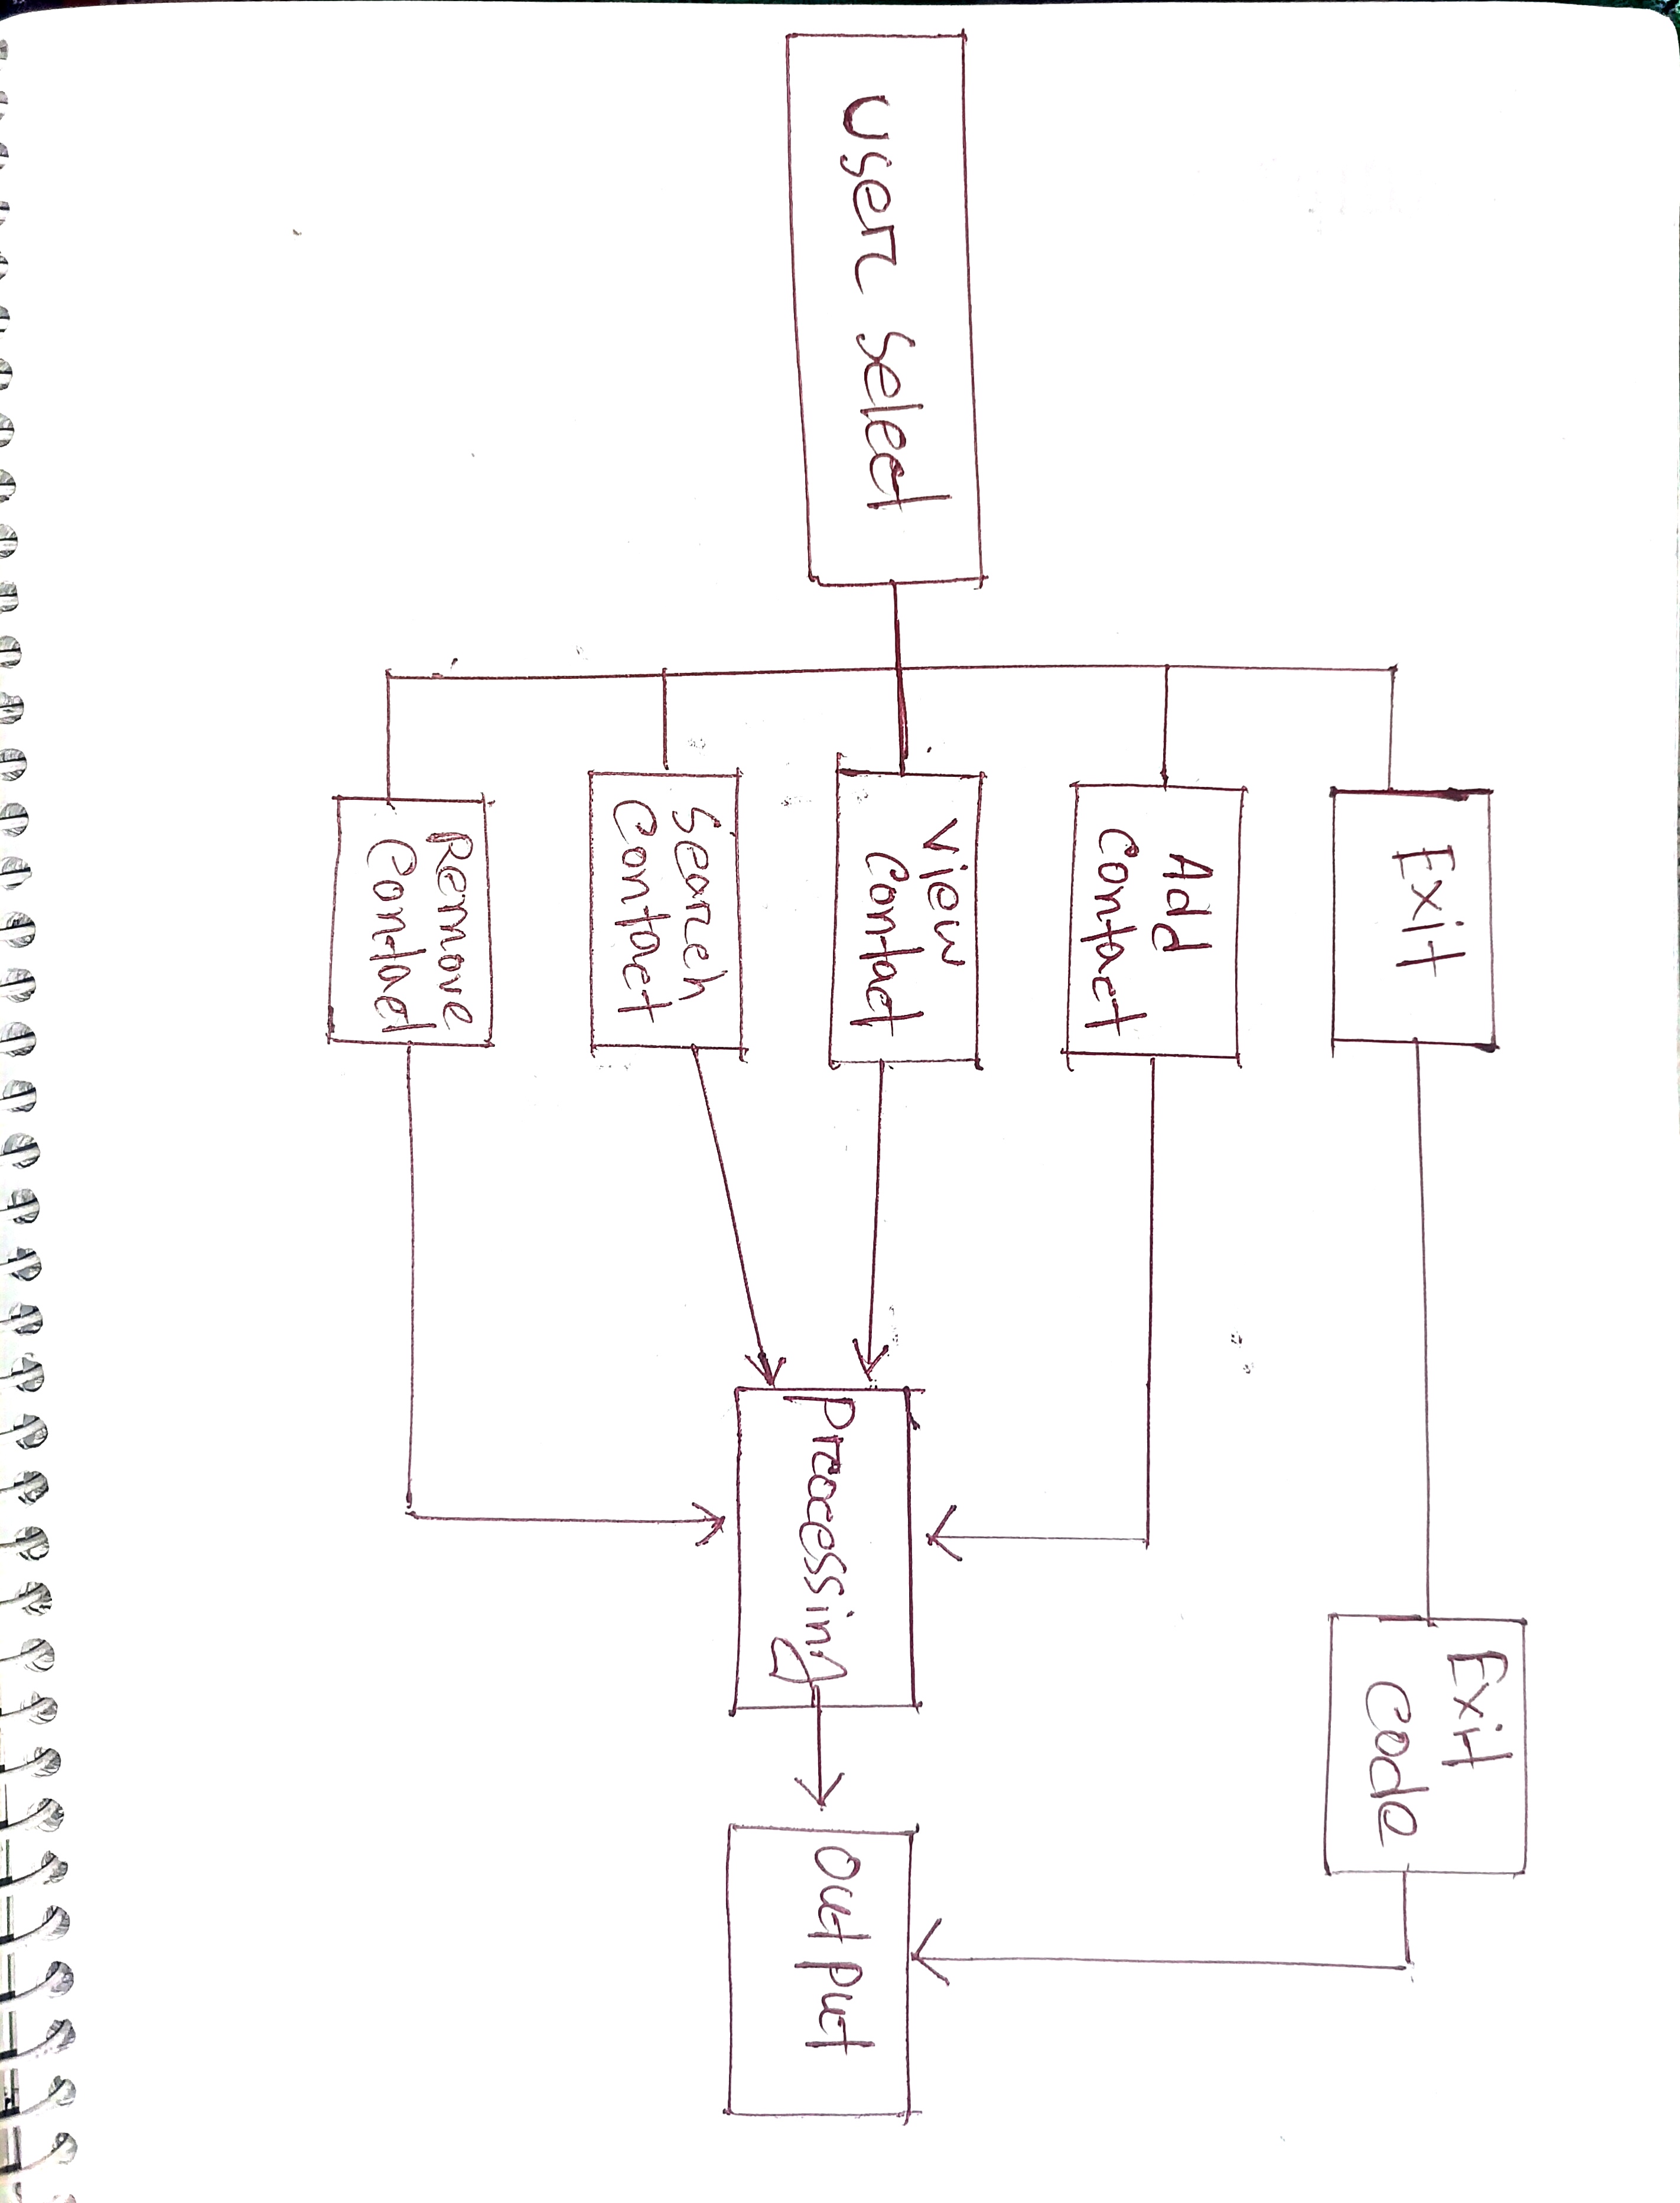 User Select
Exit
Add
Contact
View
Contact
Search
Contact
Remove
Contact
Processing
Exit
Code
Output